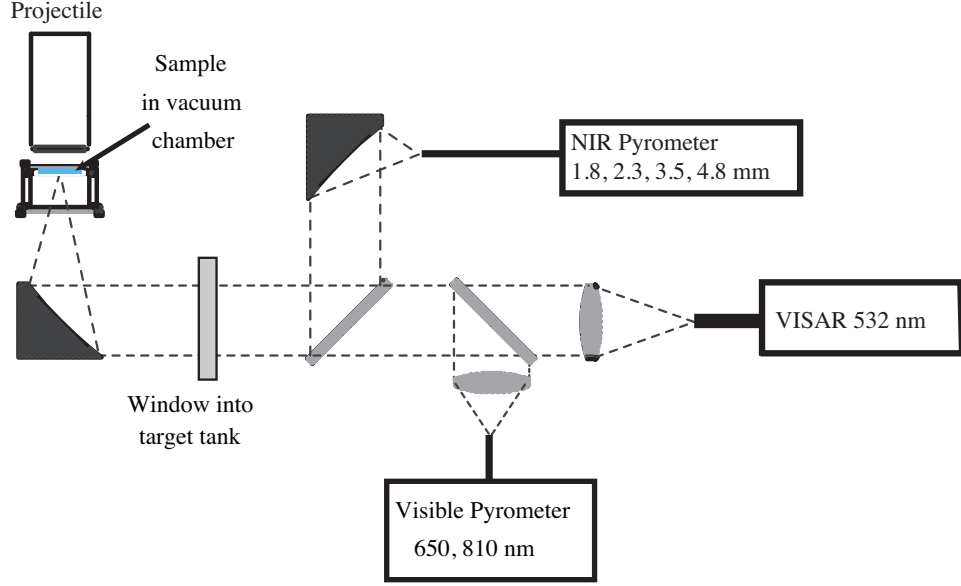 Projectile
Sample
in vacuum
chamber
NIR Pyrometer
1.8, 2.3, 3.5, 4.8 mm
VISAR 532 nm
Window into
target tank
Visible Pyrometer
650, 810 nm